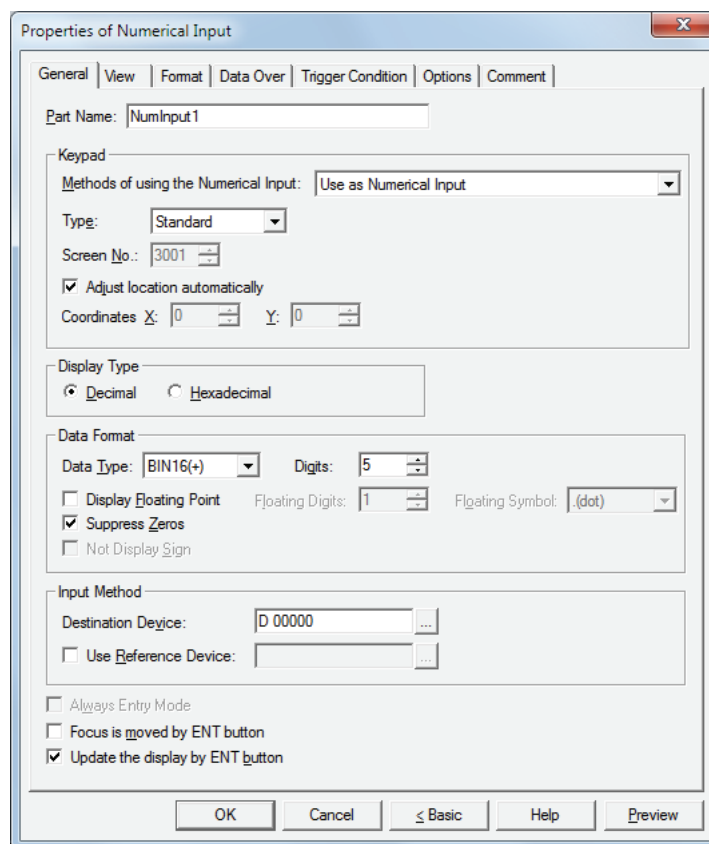 Properties of Numerical Input
General View Format Data Over Trigger Condition Options Comment
Part Name: NumInput1
Keypad
Methods of using the Numerical Input: Use as Numerical Input
Type: Standard
Screen No.: 3001
Adjust location automatically
Coordinates X: 0 Y: 0
Display Type
Decimal Hexadecimal
Data Format
Data Type: BIN16(+) Digits: 5
Display Floating Point Floating Digits: 1 Floating Symbol: .(dot)
Suppress Zeros
Not Display Sign
Input Method
Destination Device: D 00000 ...
Use Reference Device: ...
Always Entry Mode
Focus is moved by ENT button
Update the display by ENT button
OK Cancel < Basic Help Preview